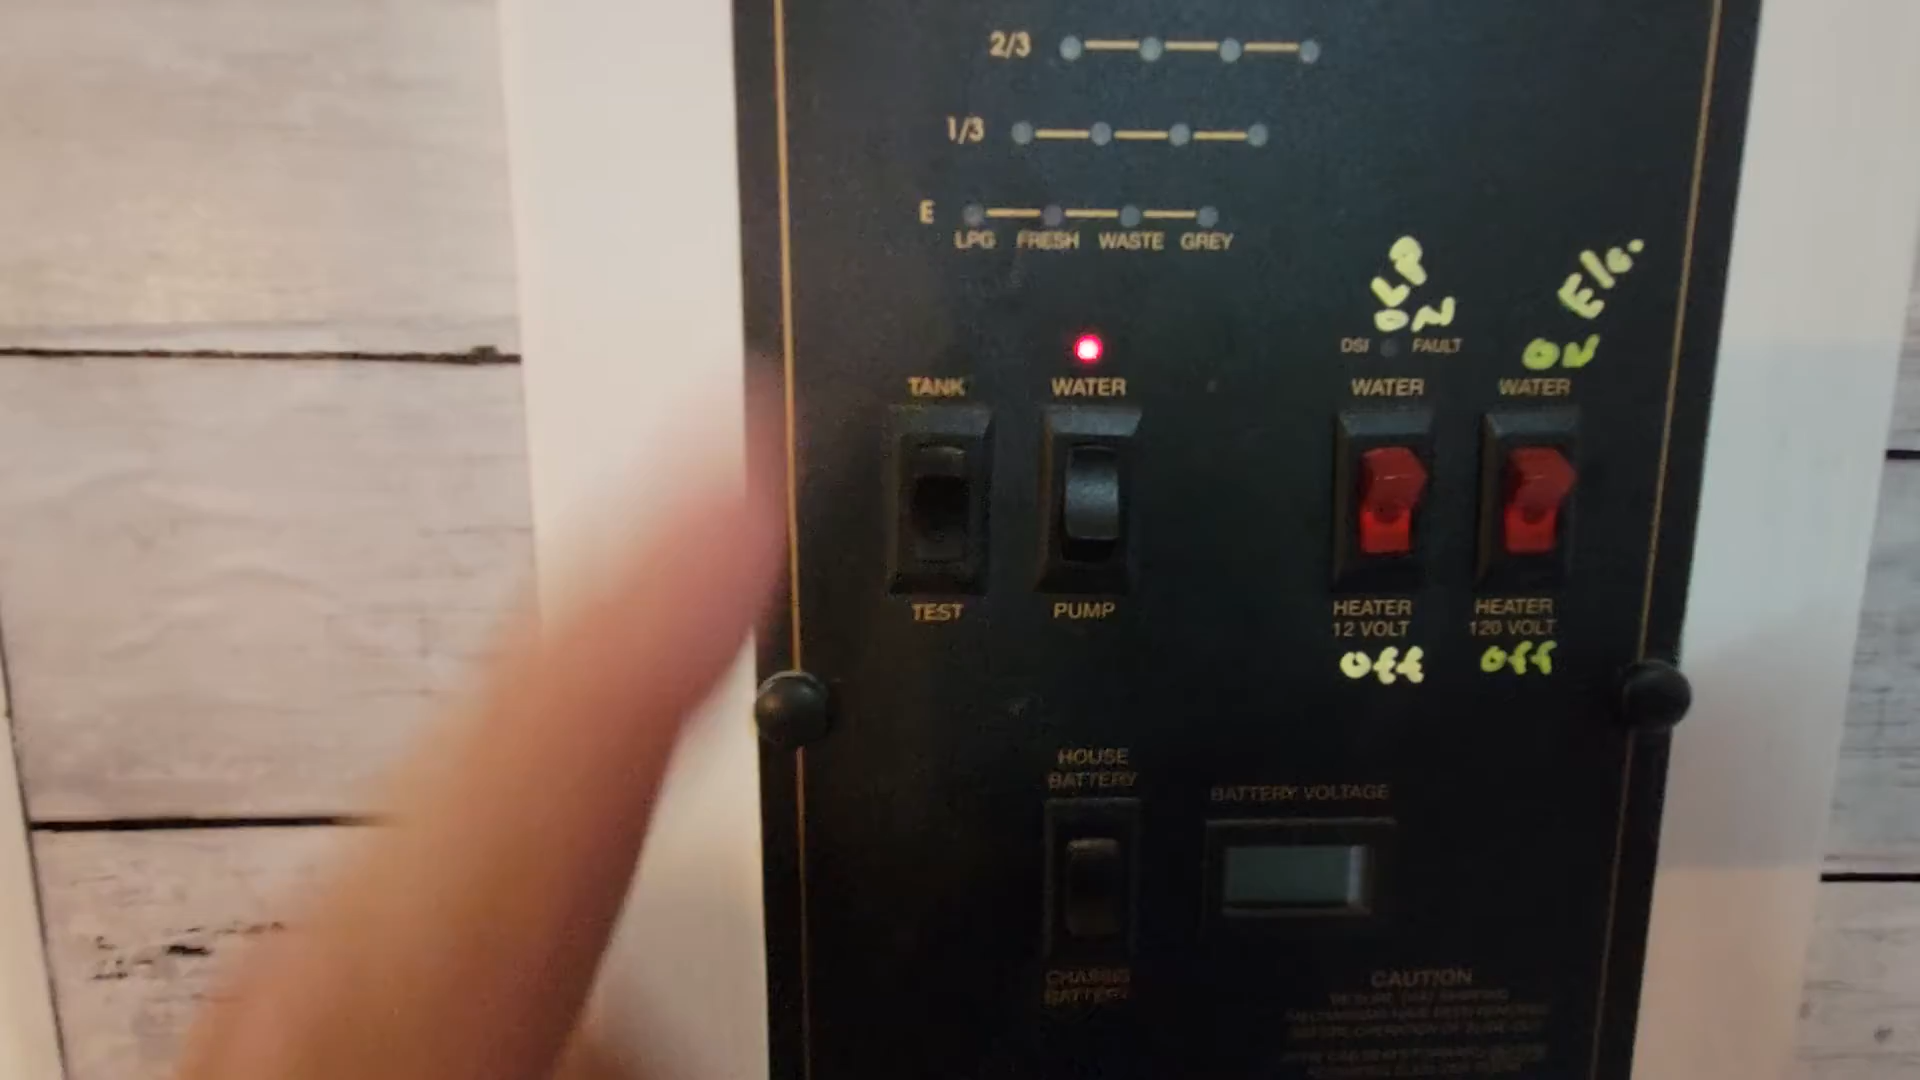 2/3
1/3
E
LPG FRESH WASTE GREY
LP
ON
Elc.
ON
DSI FAULT
TANK
WATER
WATER
WATER
TEST
PUMP
HEATER
12 VOLT
HEATER
120 VOLT
Off
Off
HOUSE
BATTERY
BATTERY VOLTAGE
CHASSIS
BATTERY
CAUTION